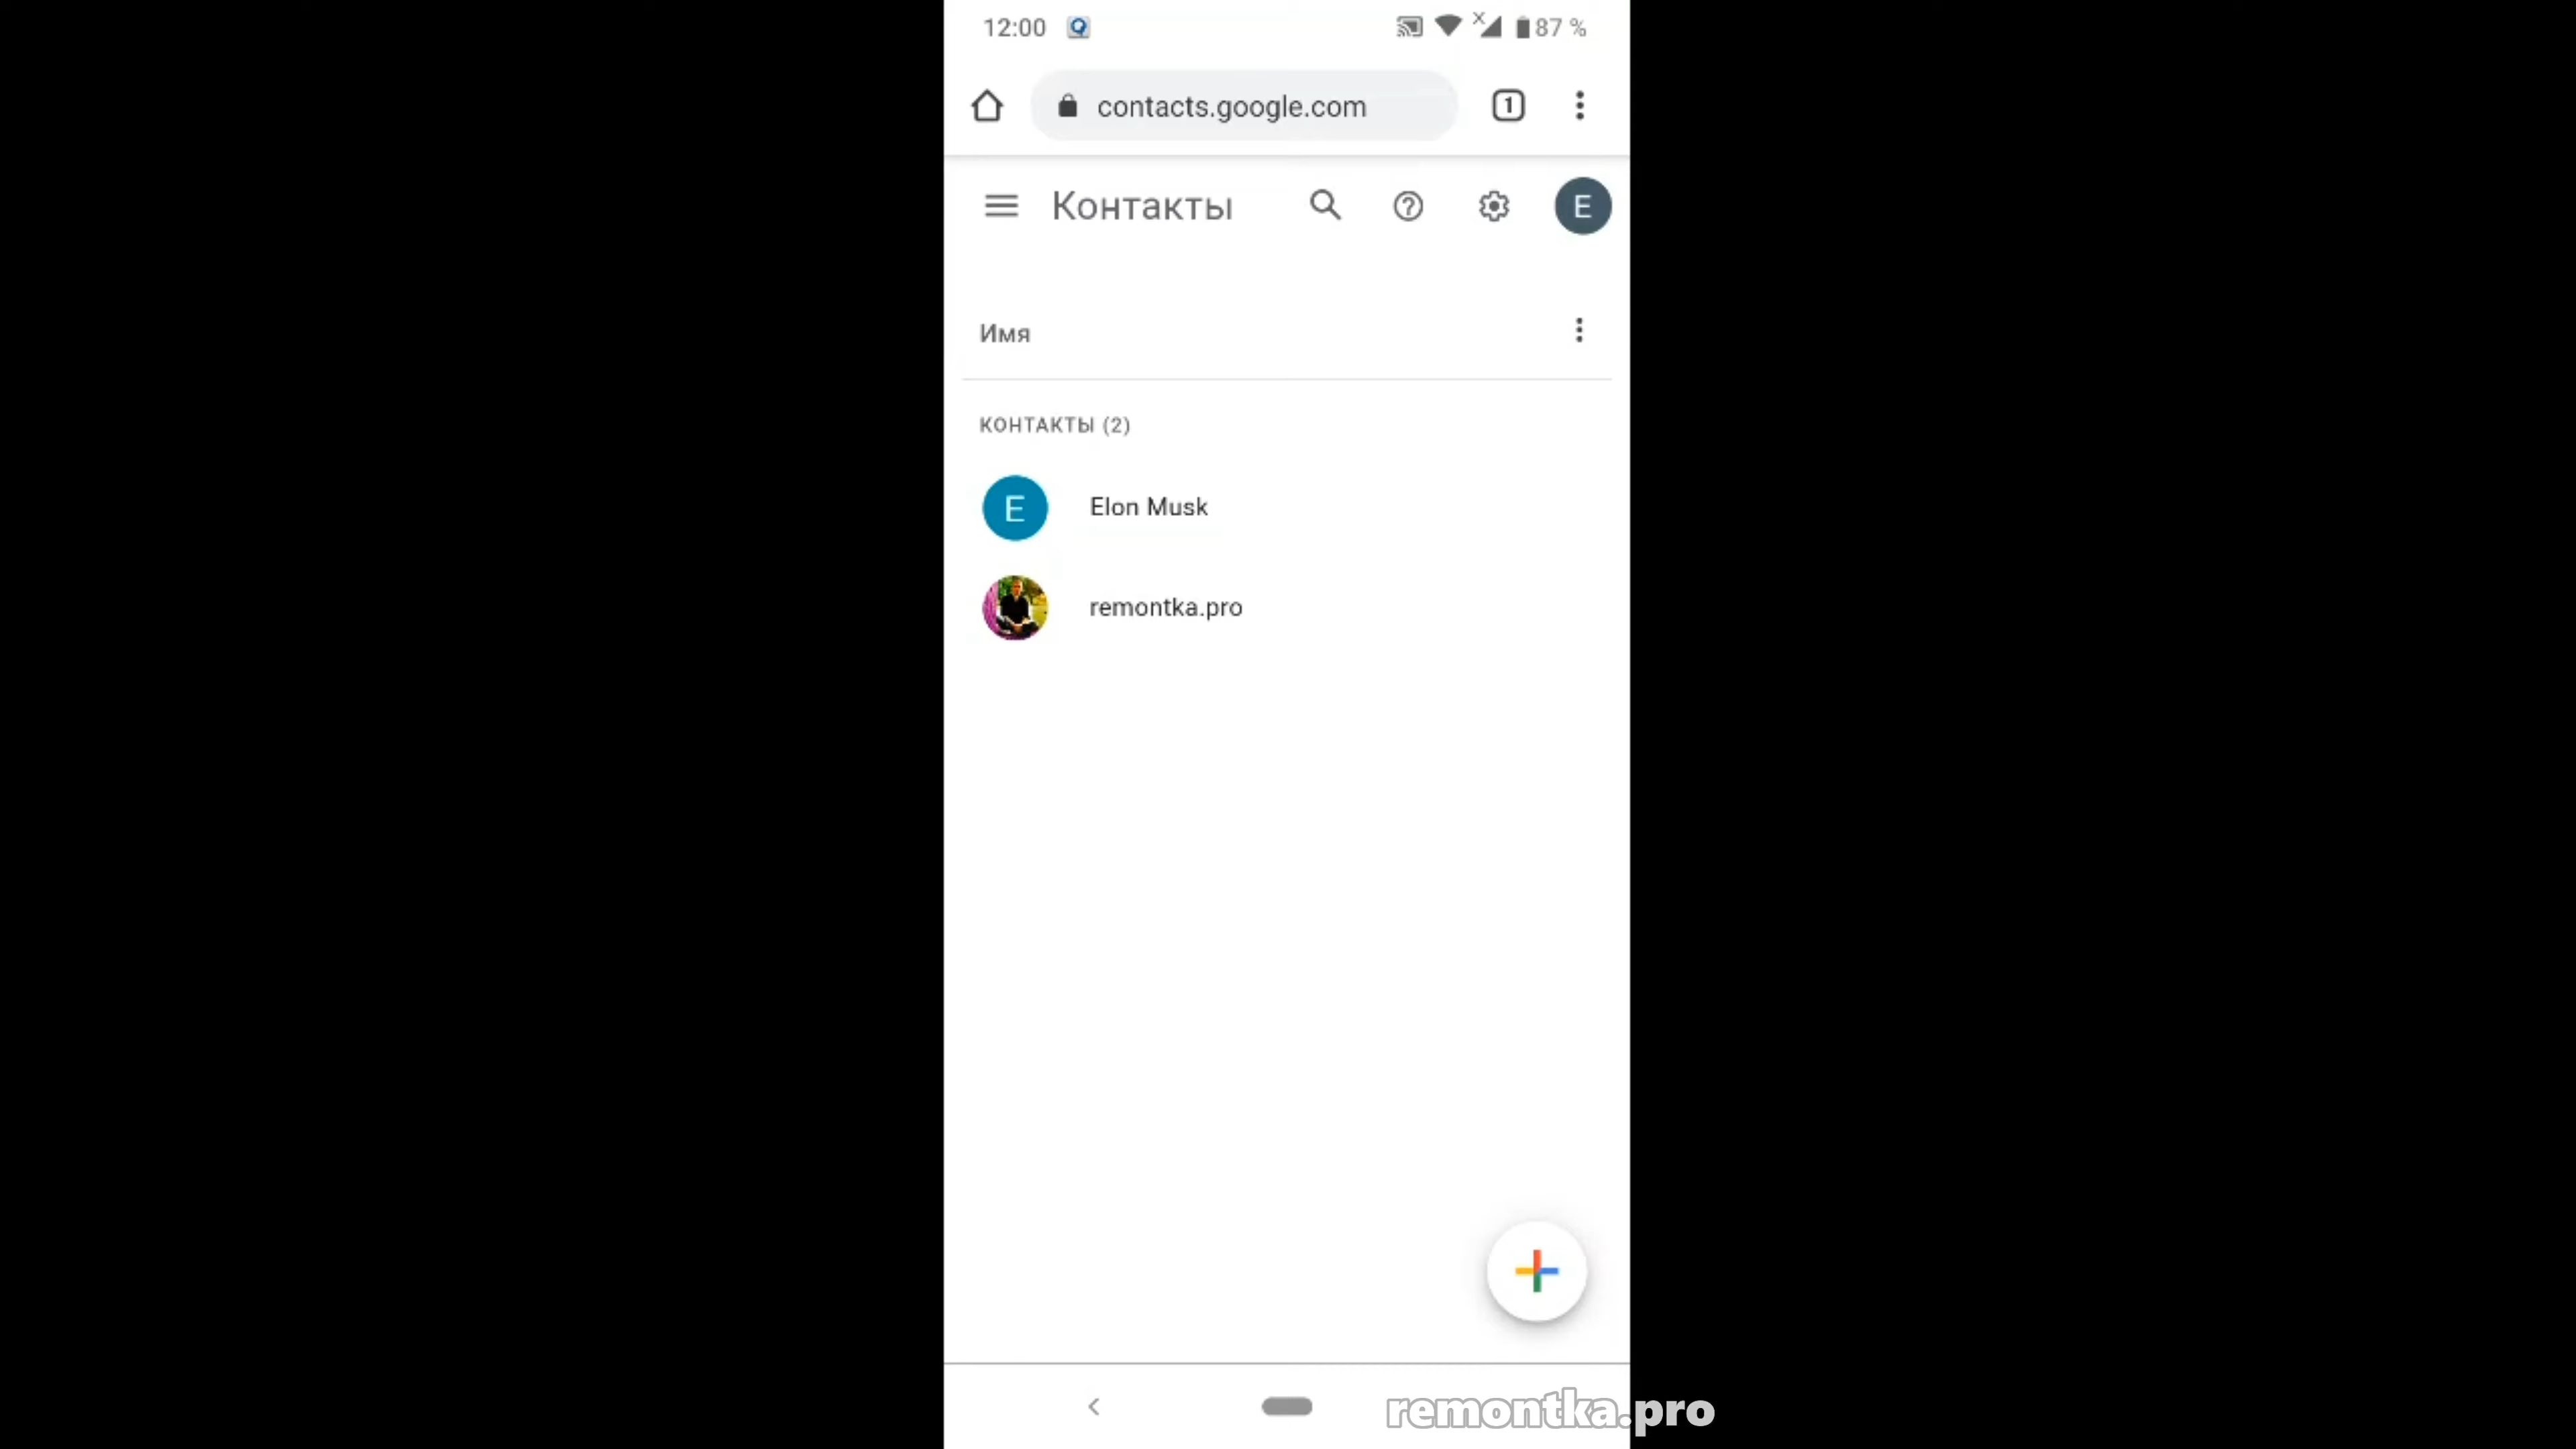 12:00 87 %
contacts.google.com 1
Контакты E
Имя
КОНТАКТЫ (2)
E Elon Musk
remontka.pro
remontka.pro